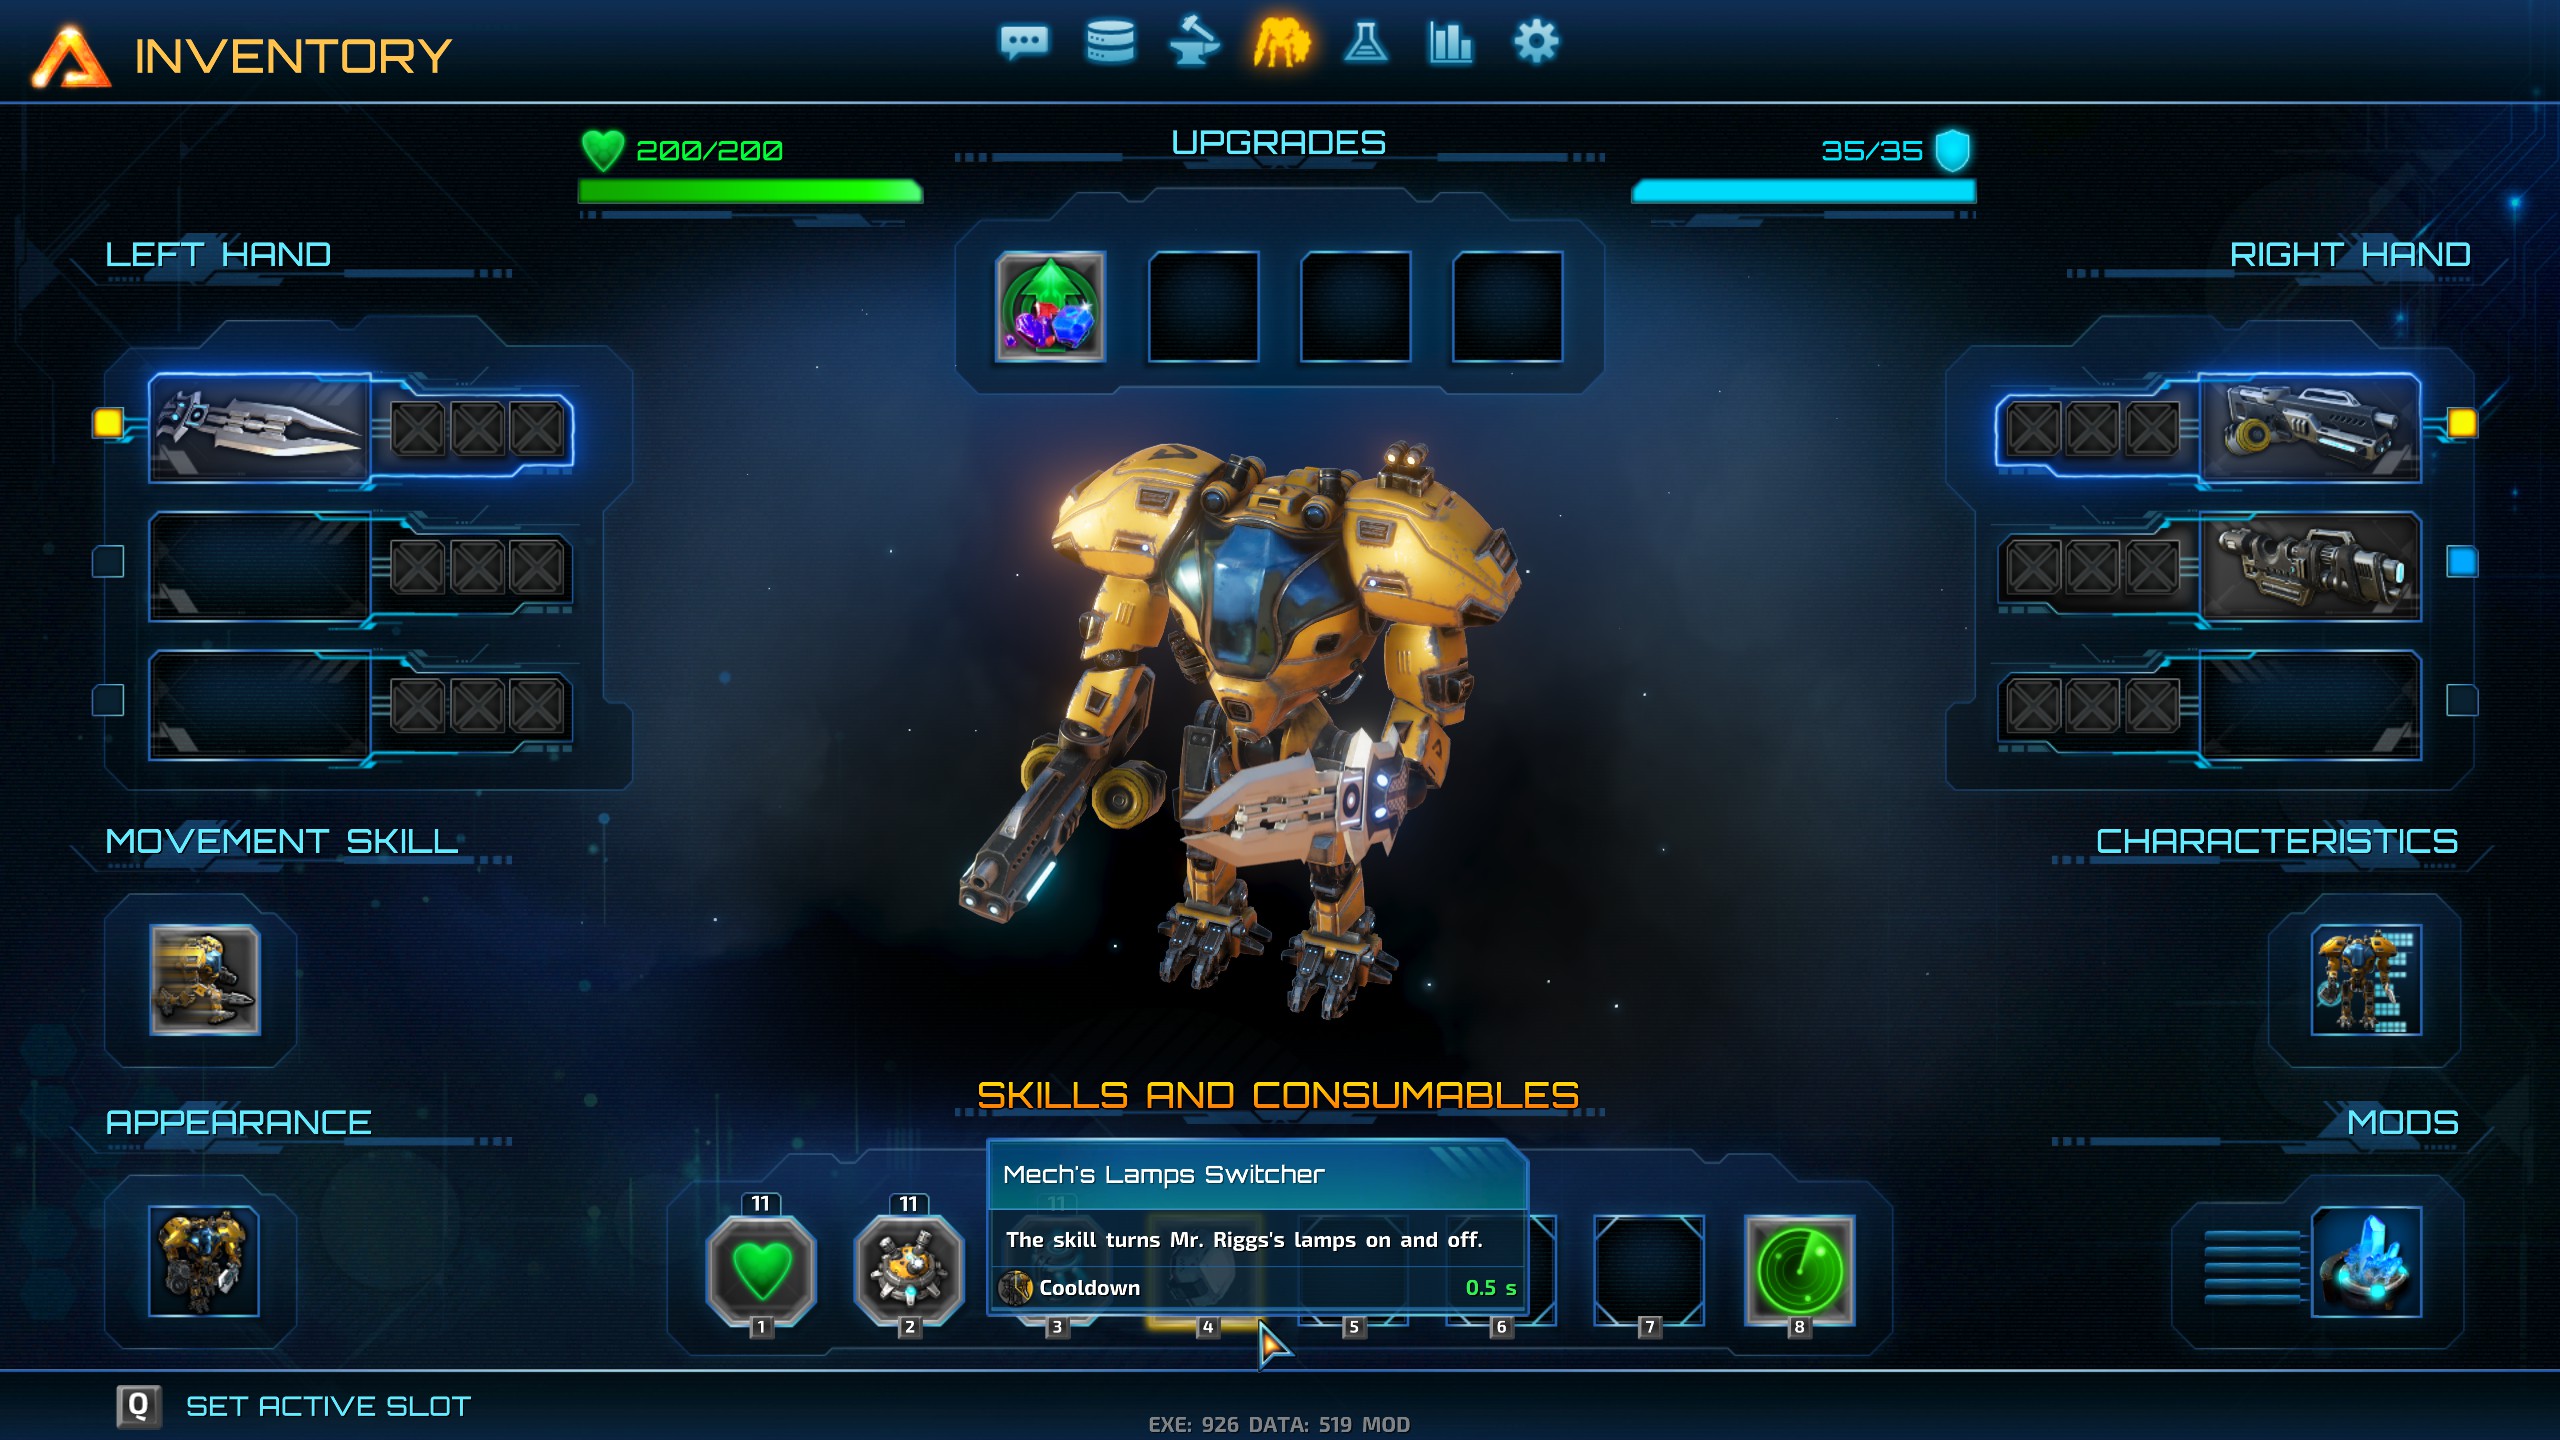 INVENTORY
200/200
UPGRADES
35/35
LEFT HAND
RIGHT HAND
MOVEMENT SKILL
CHARACTERISTICS
APPEARANCE
SKILLS AND CONSUMABLES
MODS
Mech's Lamps Switcher
11
11
11
The skill turns Mr. Riggs's lamps on and off.
Cooldown 0.5 s
1 2 3 4 5 6 7 8
Q SET ACTIVE SLOT
EXE: 926 DATA: 519 MOD